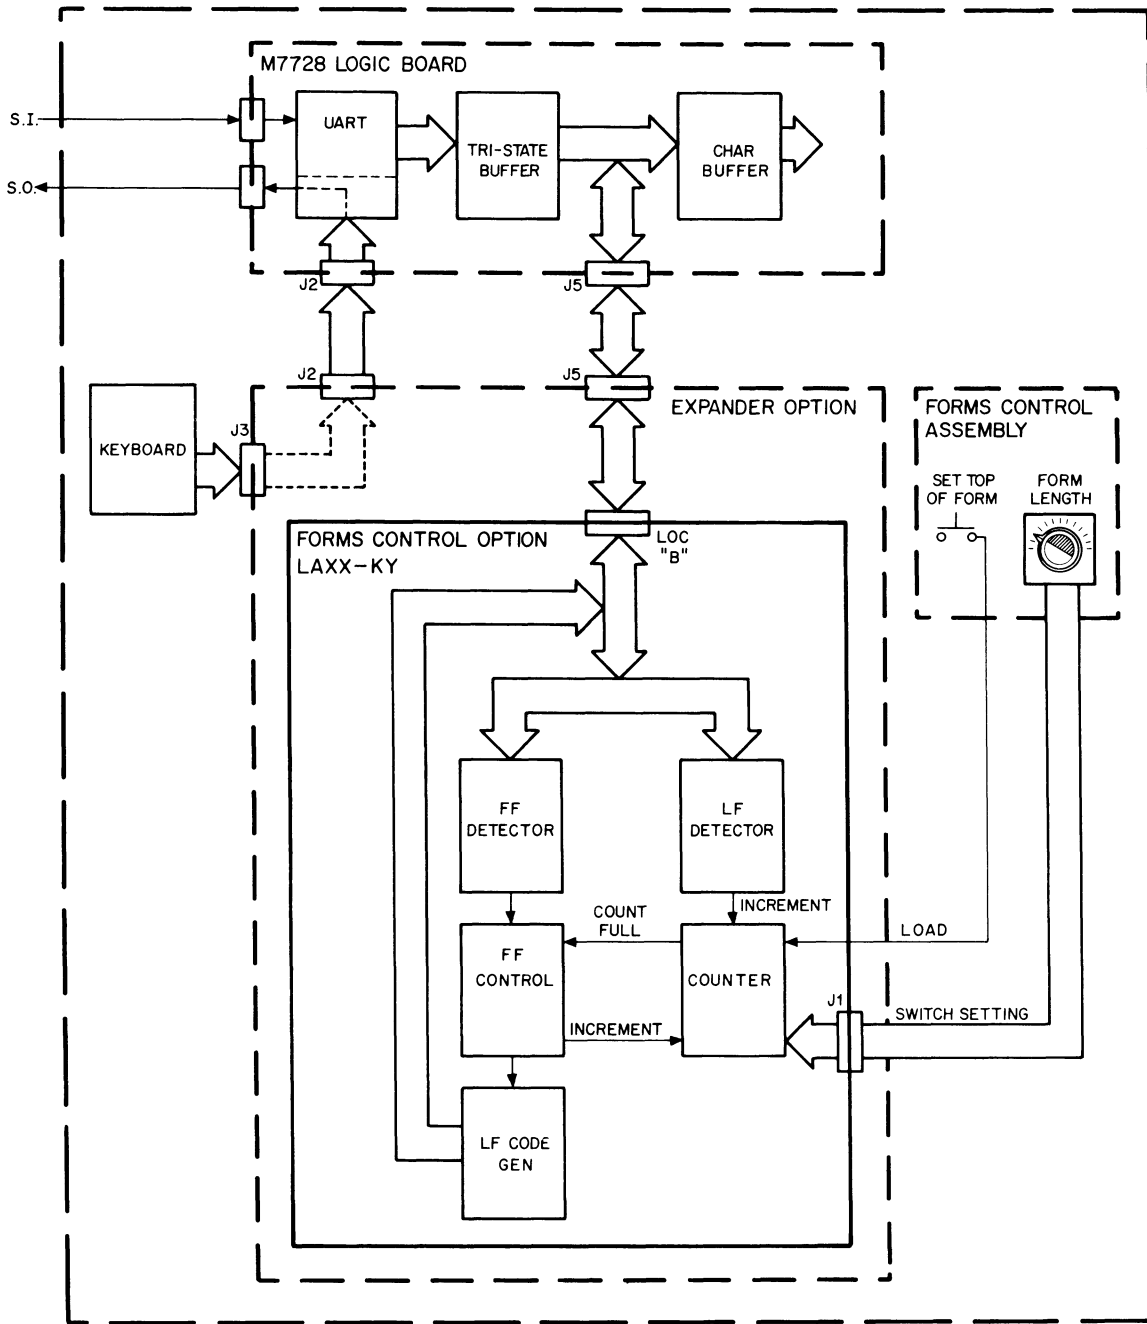 M7728 LOGIC BOARD
S.I.
UART
TRI-STATE
BUFFER
CHAR
BUFFER
S.O.
J2
J5
J2
J5
EXPANDER OPTION
FORMS CONTROL
ASSEMBLY
J3
KEYBOARD
SET TOP
OF FORM
FORM
LENGTH
FORMS CONTROL OPTION
LAXX-KY
LOC
"B"
FF
DETECTOR
LF
DETECTOR
INCREMENT
COUNT
FULL
LOAD
FF
CONTROL
COUNTER
J1
SWITCH SETTING
INCREMENT
LF CODE
GEN